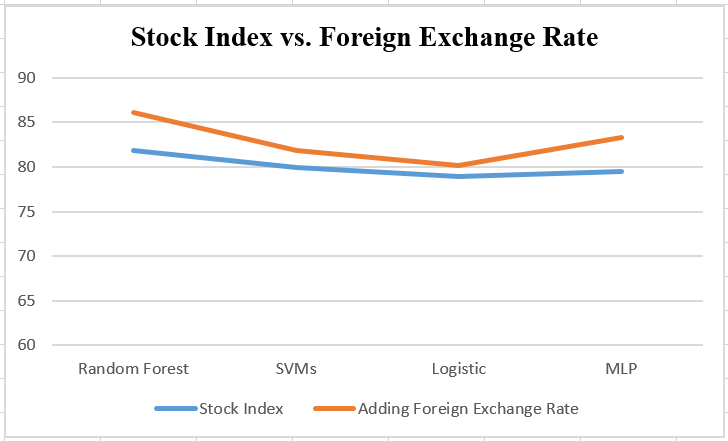 Stock Index vs. Foreign Exchange Rate
90
85
80
75
70
65
60
Random Forest SVMs Logistic MLP
Stock Index Adding Foreign Exchange Rate